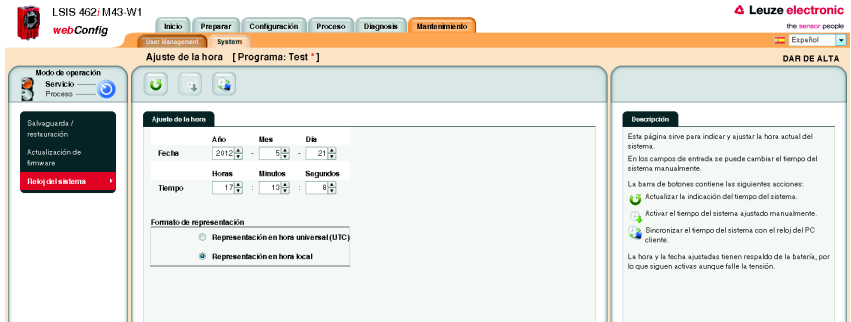 LSIS 462i M43-W1
webConfig
Leuze electronic
the sensor people
Inicio
Preparar
Configuración
Proceso
Diagnosis
Mantenimiento
User Management
System
Español
Ajuste de la hora [Programa: Test *]
DAR DE ALTA
Modo de operación
Servicio
Proceso
Salvaguarda /
restauración
Actualización de
firmware
Reloj del sistema
Ajuste de la hora
Año Mes Día
Fecha 2012 - 5 - 21
Horas Minutos Segundos
Tiempo 17 : 13 : 8
Formato de representación
Representación en hora universal (UTC)
Representación en hora local
Descripción
Esta página sirve para indicar y ajustar la hora actual del
sistema.
En los campos de entrada se puede cambiar el tiempo del
sistema manualmente.
La barra de botones contiene las siguientes acciones:
Actualizar la indicación del tiempo del sistema.
Activar el tiempo del sistema ajustado manualmente.
Sincronizar el tiempo del sistema con el reloj del PC
cliente.
La hora y la fecha ajustadas tienen respaldo de la batería, por
lo que siguen activas aunque falle la tensión.